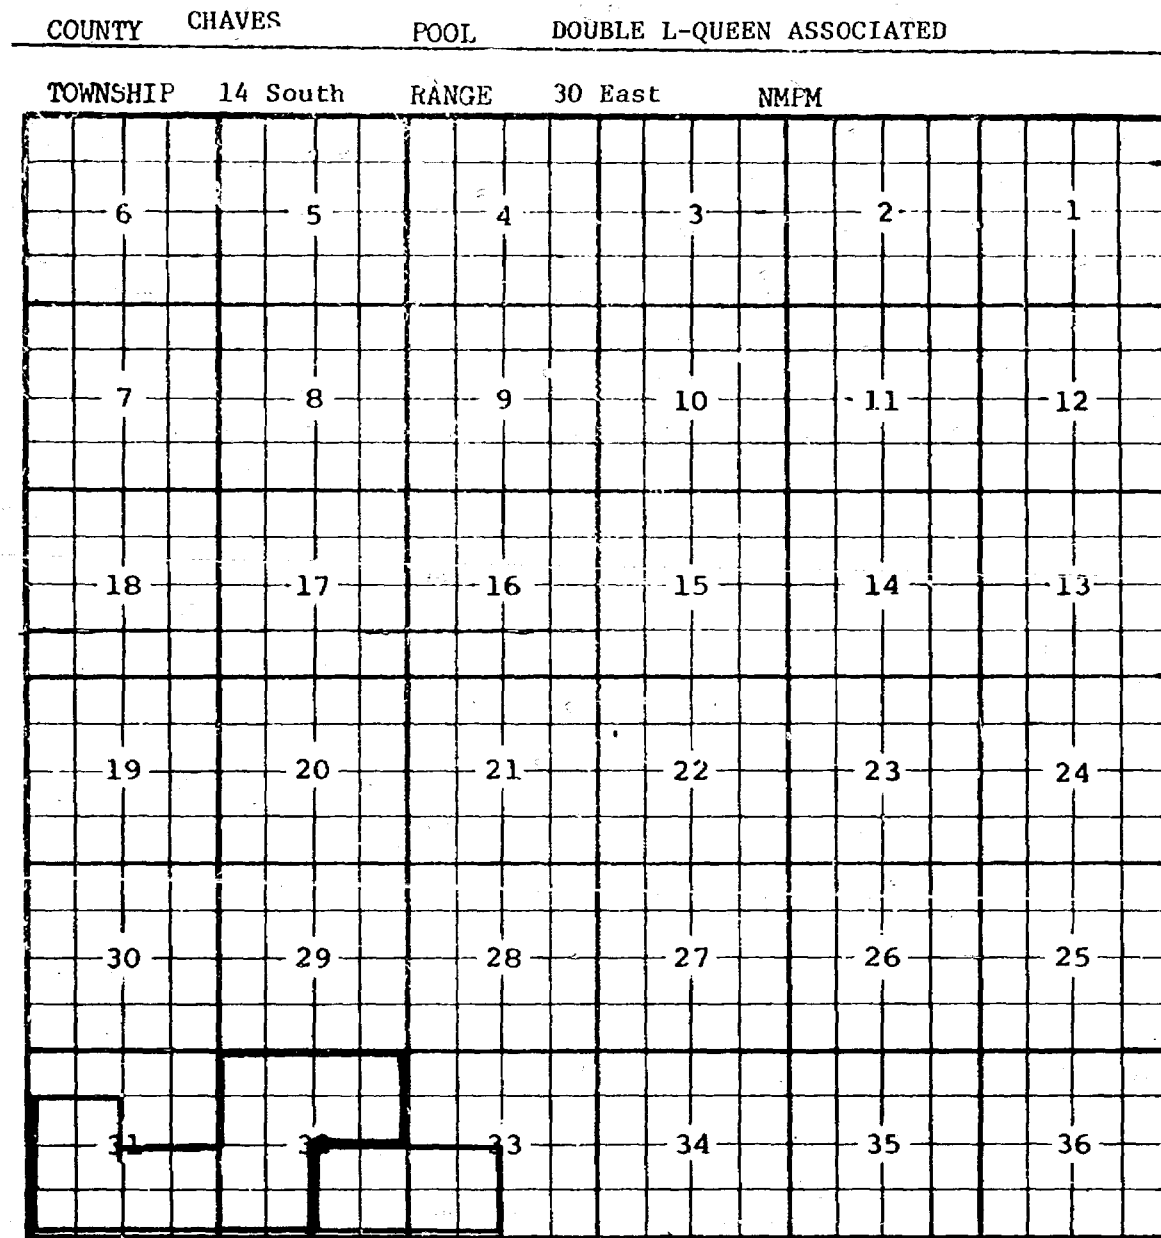 COUNTY CHAVES POOL DOUBLE L-QUEEN ASSOCIATED
TOWNSHIP 14 South RANGE 30 East NMPM
6 5 4 3 2 1
7 8 9 10 11 12
18 17 16 15 14 13
19 20 21 22 23 24
30 29 28 27 26 25
31 33 34 35 36